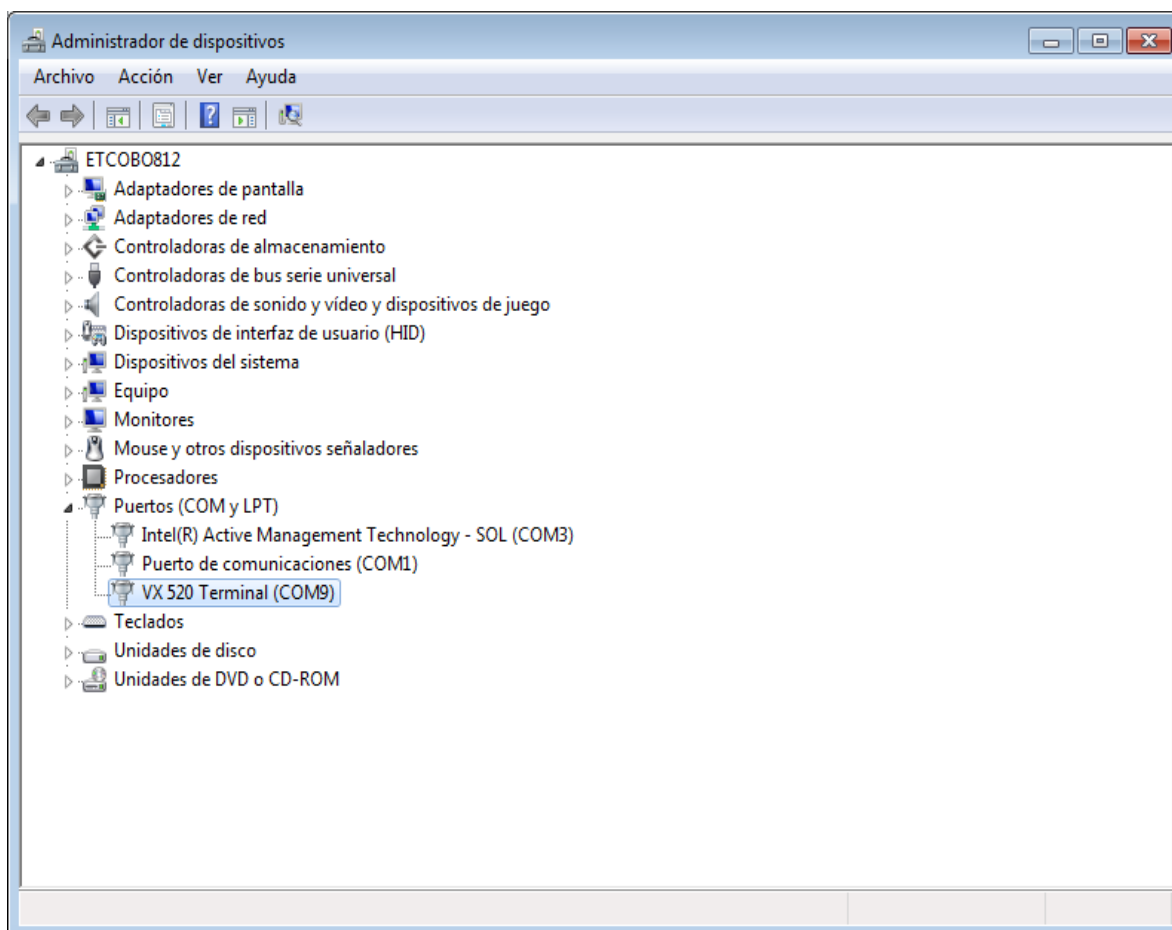 Administrador de dispositivos
Archivo Acción Ver Ayuda
ETCOBO812
Adaptadores de pantalla
Adaptadores de red
Controladoras de almacenamiento
Controladoras de bus serie universal
Controladoras de sonido y vídeo y dispositivos de juego
Dispositivos de interfaz de usuario (HID)
Dispositivos del sistema
Equipo
Monitores
Mouse y otros dispositivos señaladores
Procesadores
Puertos (COM y LPT)
Intel(R) Active Management Technology - SOL (COM3)
Puerto de comunicaciones (COM1)
VX 520 Terminal (COM9)
Teclados
Unidades de disco
Unidades de DVD o CD-ROM